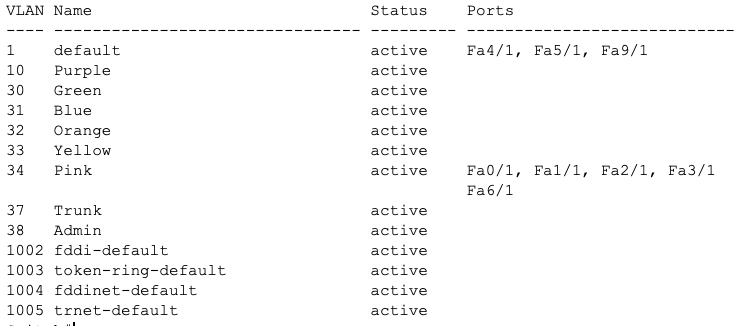 VLAN Name                             Status    Ports
---- -------------------------------- --------- ----------------------------
1    default                          active    Fa4/1, Fa5/1, Fa9/1
10   Purple                           active
30   Green                            active
31   Blue                             active
32   Orange                           active
33   Yellow                           active
34   Pink                             active    Fa0/1, Fa1/1, Fa2/1, Fa3/1
                                                Fa6/1
37   Trunk                            active
38   Admin                            active
1002 fddi-default                     active
1003 token-ring-default               active
1004 fddinet-default                  active
1005 trnet-default                    active